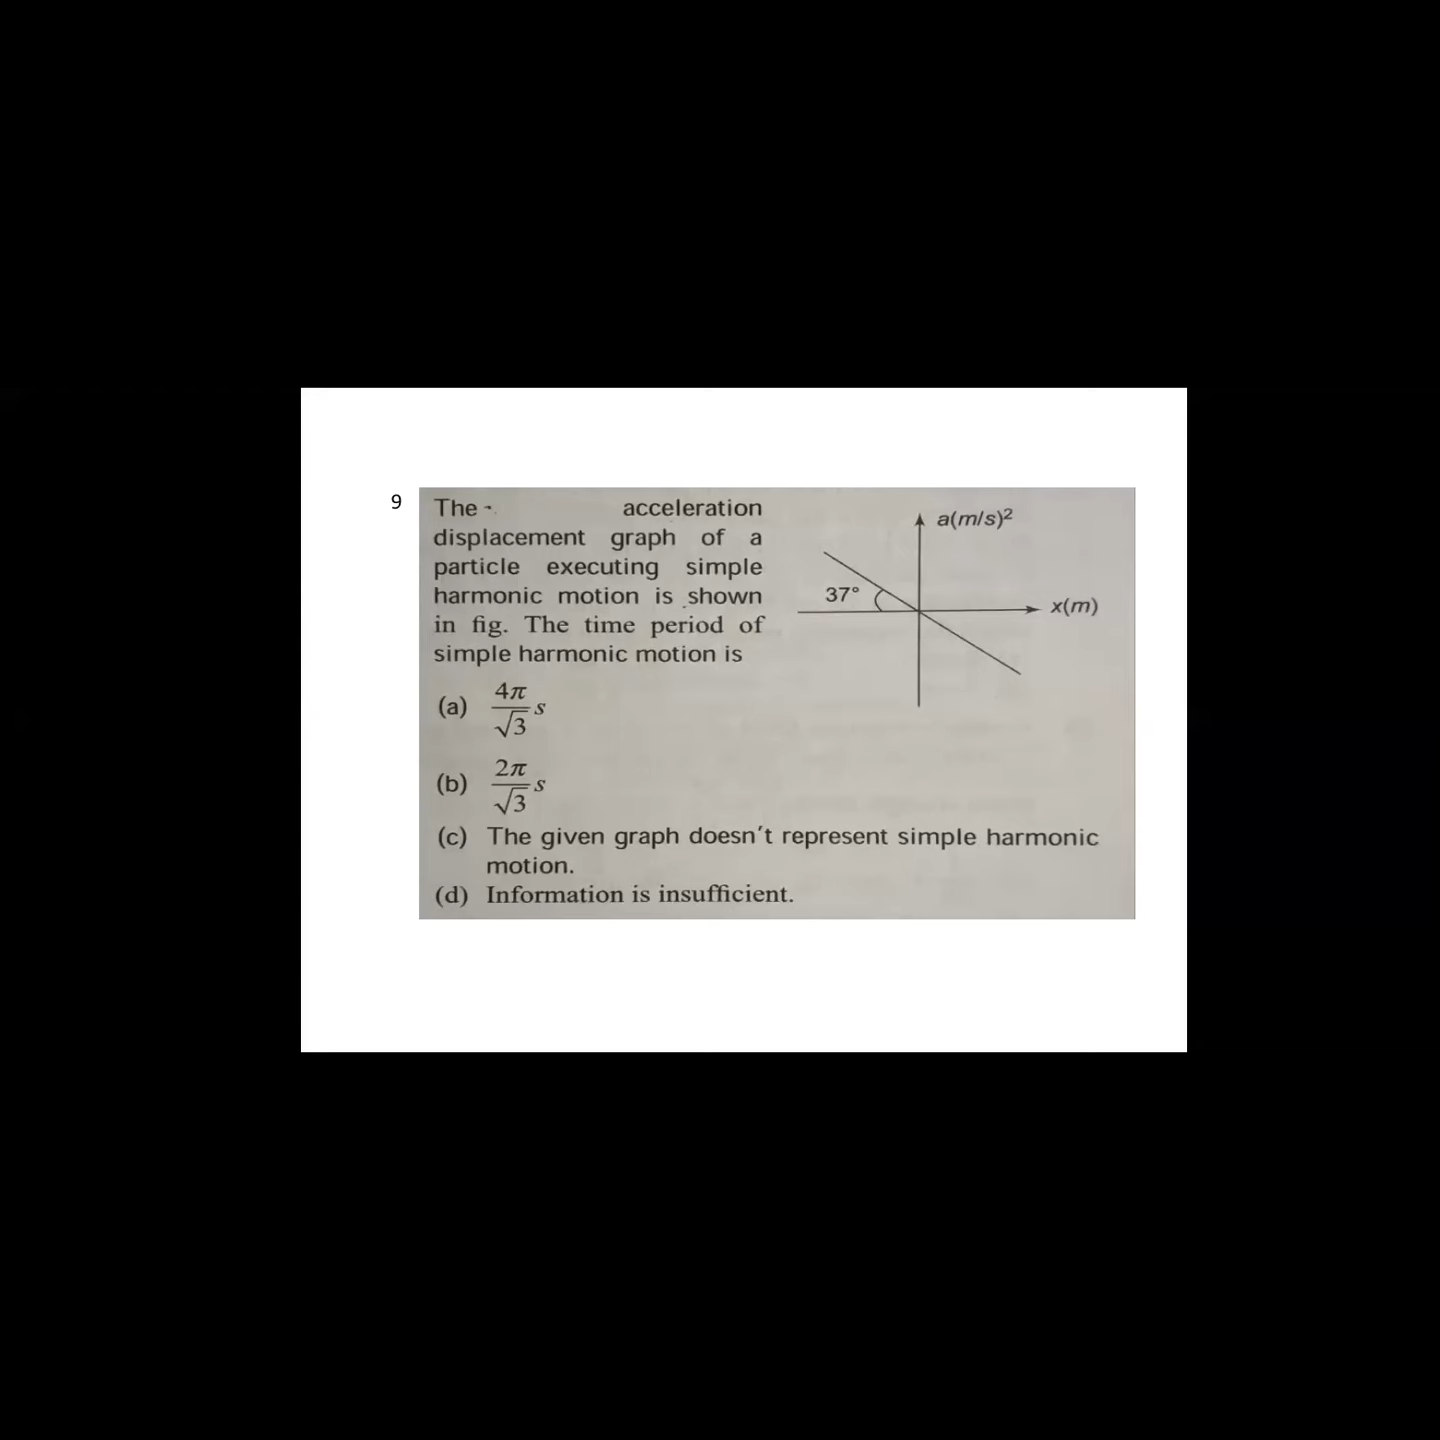 9
The - acceleration
displacement graph of a
particle executing simple
harmonic motion is shown
in fig. The time period of
simple harmonic motion is
a(m/s)²
37°
x(m)
(a) 4π/√3 s
(b) 2π/√3 s
(c) The given graph doesn't represent simple harmonic
motion.
(d) Information is insufficient.